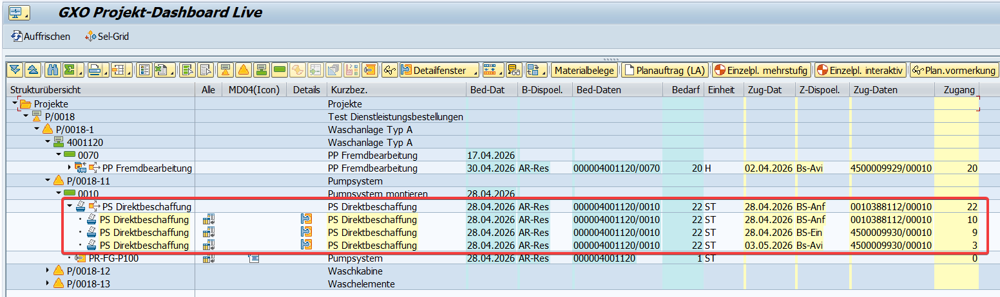 GXO Projekt-Dashboard Live
Auffrischen Sel-Grid
Detailfenster Materialbelege Planauftrag (LA) Einzelpl. mehrstufig Einzelpl. interaktiv Plan.vormerkung
Strukturübersicht Alle MD04(Icon) Details Kurzbez. Bed-Dat B-Dispoel. Bed-Daten Bedarf Einheit Zug-Dat Z-Dispoel. Zug-Daten Zugang
Projekte Projekte
P/0018 Test Dienstleistungsbestellungen
P/0018-1 Waschanlage Typ A
4001120 Waschanlage Typ A
0070 PP Fremdbearbeitung 17.04.2026
PP Fremdbearbeitung PP Fremdbearbeitung 30.04.2026 AR-Res 000004001120/0070 20 H 02.04.2026 Bs-Avi 4500009929/00010 20
P/0018-11 Pumpsystem
0010 Pumpsystem montieren 28.04.2026
PS Direktbeschaffung PS Direktbeschaffung 28.04.2026 AR-Res 000004001120/0010 22 ST 28.04.2026 BS-Anf 0010388112/00010 22
PS Direktbeschaffung PS Direktbeschaffung 28.04.2026 AR-Res 000004001120/0010 22 ST 28.04.2026 BS-Anf 0010388112/00010 10
PS Direktbeschaffung PS Direktbeschaffung 28.04.2026 AR-Res 000004001120/0010 22 ST 28.04.2026 BS-Ein 4500009930/00010 9
PS Direktbeschaffung PS Direktbeschaffung 28.04.2026 AR-Res 000004001120/0010 22 ST 03.05.2026 Bs-Avi 4500009930/00010 3
PR-FG-P100 Pumpsystem 28.04.2026 AR-Res 000004001120 1 ST 0
P/0018-12 Waschkabine
P/0018-13 Waschelemente